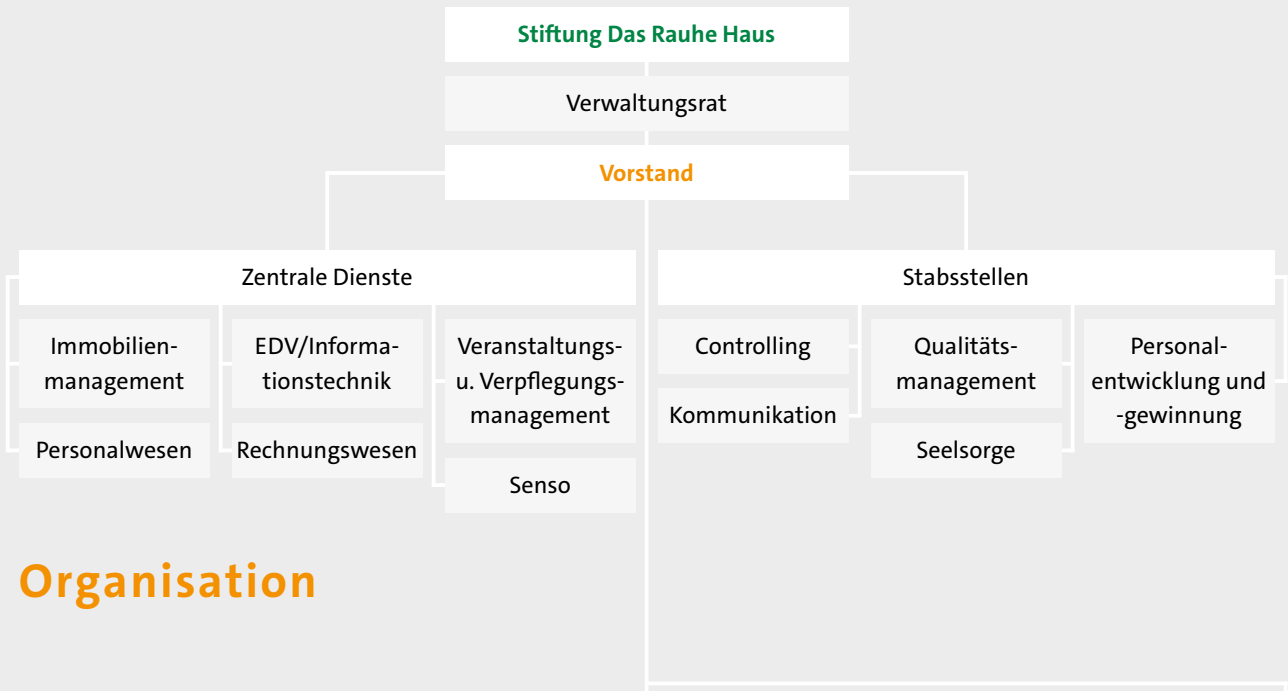 Stiftung Das Rauhe Haus
Verwaltungsrat
Vorstand
Zentrale Dienste
Immobilien-
management
Personalwesen
EDV/Informa-
tionstechnik
Rechnungswesen
Veranstaltungs-
u. Verpflegungs-
management
Senso
Stabsstellen
Controlling
Kommunikation
Qualitäts-
management
Seelsorge
Personal-
entwicklung und
-gewinnung
Organisation